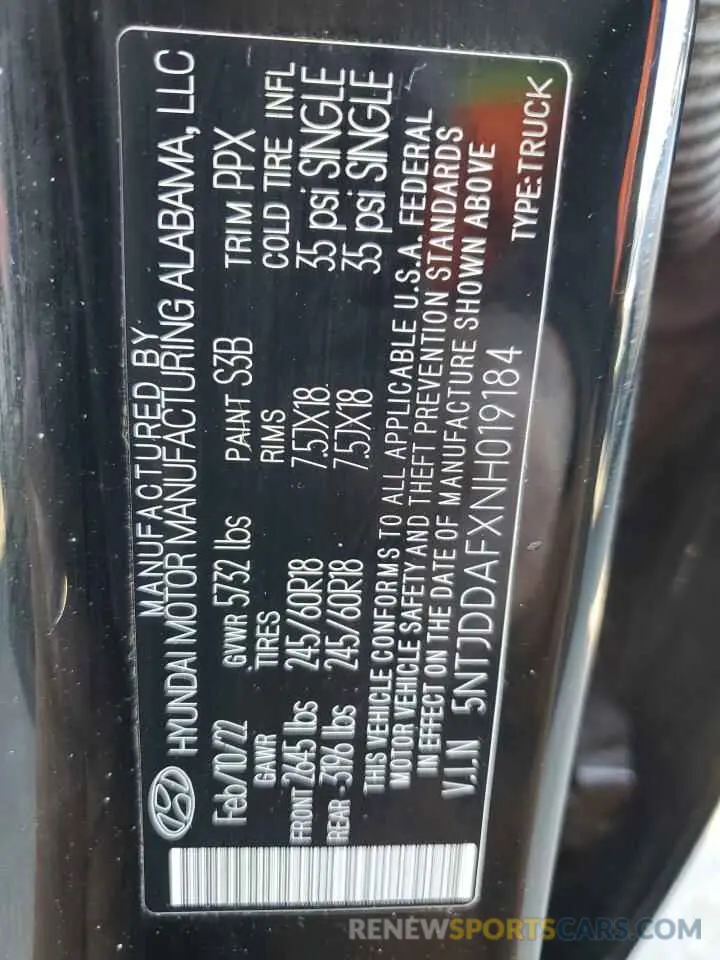 MANUFACTURED BY
HYUNDAI MOTOR MANUFACTURING ALABAMA, LLC
Feb/10/22 GVWR 5732 lbs PAINT S3B TRIM PPX
GAWR TIRES RIMS COLD TIRE INFL
FRONT 2645 lbs 245//60R18 7.5JX18 35 psi SINGLE
REAR - 3196 lbs 245//60R18 7.5JX18 35 psi SINGLE
THIS VEHICLE CONFORMS TO ALL APPLICABLE U.S.A. FEDERAL
MOTOR VEHICLE SAFETY AND THEFT PREVENTION STANDARDS
IN EFFECT ON THE DATE OF MANUFACTURE SHOWN ABOVE
V.I.N 5NTJDDAFXNH019184 TYPE:TRUCK
RENEWSPORTSCARS.COM